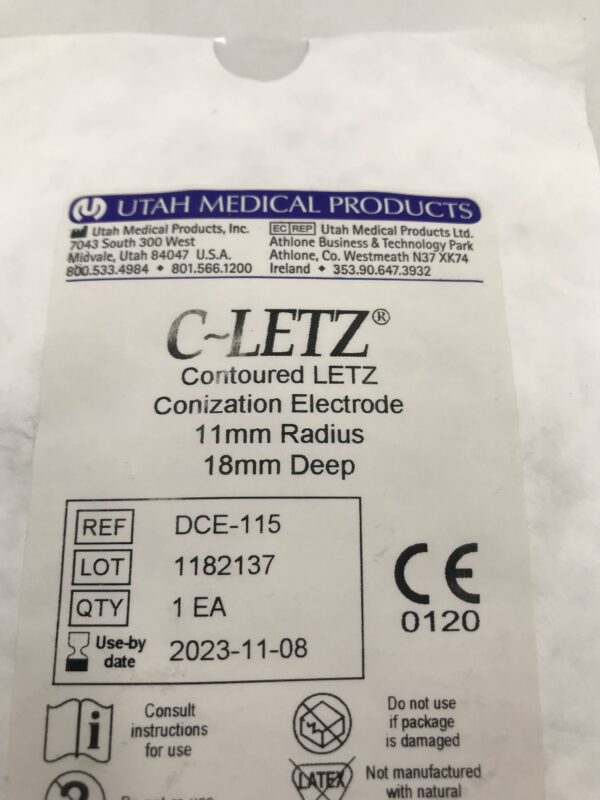 UTAH MEDICAL PRODUCTS
Utah Medical Products, Inc.
7043 South 300 West
Midvale, Utah 84047 U.S.A.
800.533.4984 • 801.566.1200
EC REP Utah Medical Products Ltd.
Athlone Business & Technology Park
Athlone, Co. Westmeath N37 XK74
Ireland • 353.90.647.3932
C~LETZ®
Contoured LETZ
Conization Electrode
11mm Radius
18mm Deep
REF DCE-115
LOT 1182137
QTY 1 EA
Use-by
date 2023-11-08
CE
0120
i
Consult
instructions
for use
Do not use
if package
is damaged
2
LATEX
Not manufactured
with natural